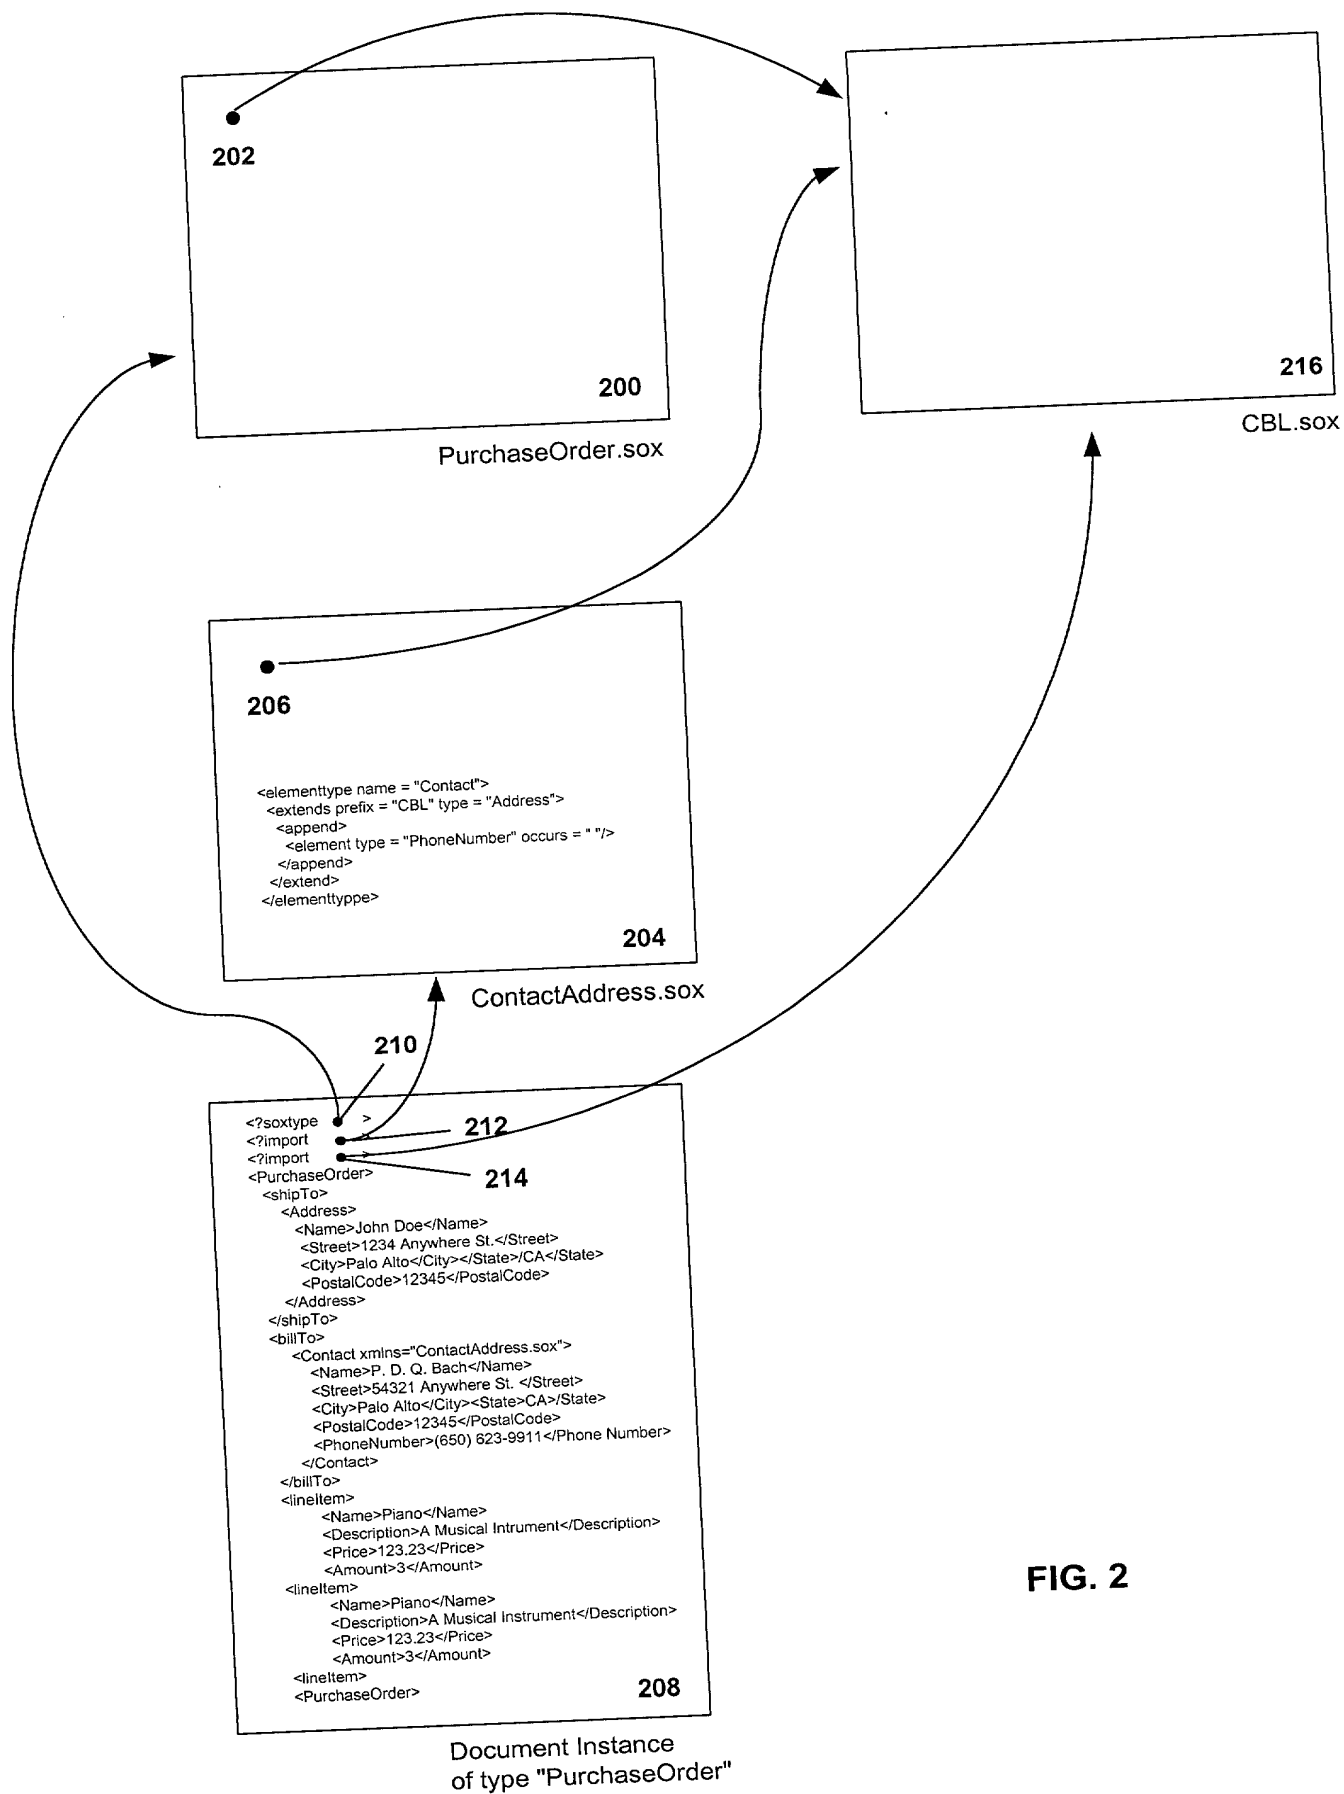 202
200
PurchaseOrder.sox
216
CBL.sox
206
<elementtype name = "Contact">
<extends prefix = "CBL" type = "Address">
<append>
<element type = "PhoneNumber" occurs = " "/>
</append>
</extend>
</elementtyppe>
204
ContactAddress.sox
210
<?soxtype >
<?import >
212
<?import >
214
<PurchaseOrder>
<shipTo>
<Address>
<Name>John Doe</Name>
<Street>1234 Anywhere St.</Street>
<City>Palo Alto</City></State>/CA</State>
<PostalCode>12345</PostalCode>
</Address>
</shipTo>
<billTo>
<Contact xmlns="ContactAddress.sox">
<Name>P. D. Q. Bach</Name>
<Street>54321 Anywhere St. </Street>
<City>Palo Alto</City><State>CA>/State>
<PostalCode>12345</PostalCode>
<PhoneNumber>(650) 623-9911</Phone Number>
</Contact>
</billTo>
<lineItem>
<Name>Piano</Name>
<Description>A Musical Intrument</Description>
<Price>123.23</Price>
<Amount>3</Amount>
<lineItem>
<Name>Piano</Name>
<Description>A Musical Instrument</Description>
<Price>123.23</Price>
<Amount>3</Amount>
<lineItem>
<PurchaseOrder>
208
Document Instance
of type "PurchaseOrder"
FIG. 2